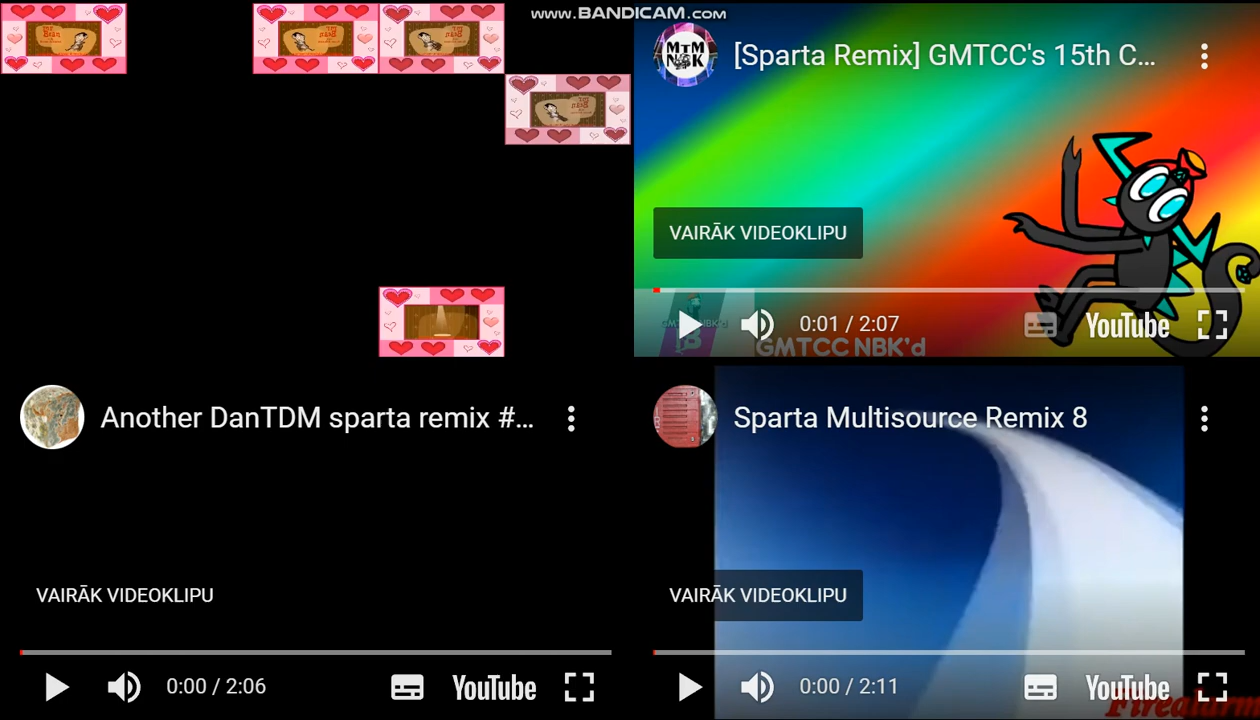 www.BANDICAM.com
MTM
NBK
[Sparta Remix] GMTCC's 15th C...
VAIRĀK VIDEOKLIPU
0:01 / 2:07
YouTube
GMTCC NBK'd
Another DanTDM sparta remix #...
Sparta Multisource Remix 8
VAIRĀK VIDEOKLIPU
VAIRĀK VIDEOKLIPU
0:00 / 2:06
YouTube
0:00 / 2:11
YouTube